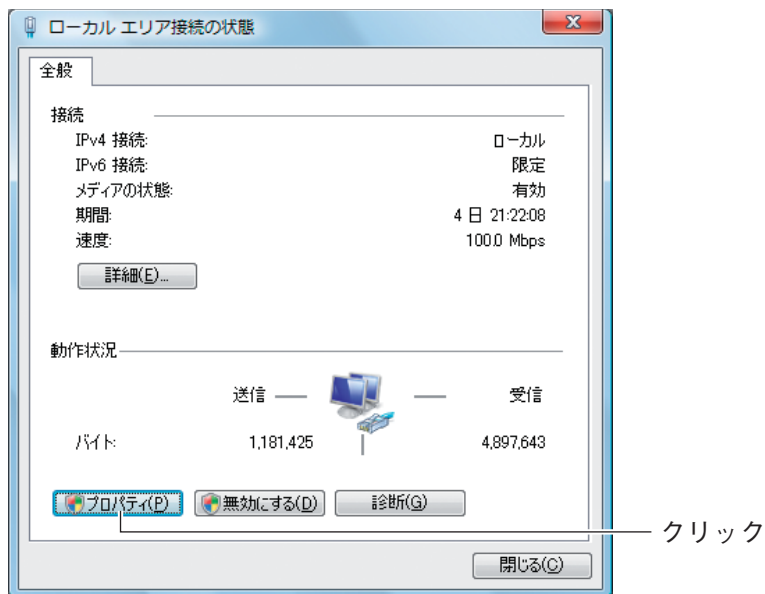 ローカル エリア接続の状態
全般
接続
IPv4 接続: ローカル
IPv6 接続: 限定
メディアの状態: 有効
期間: 4 日 21:22:08
速度: 100.0 Mbps
詳細(E)...
動作状況
送信 受信
バイト: 1,181,425 4,897,643
プロパティ(P) 無効にする(D) 診断(G)
クリック
閉じる(C)